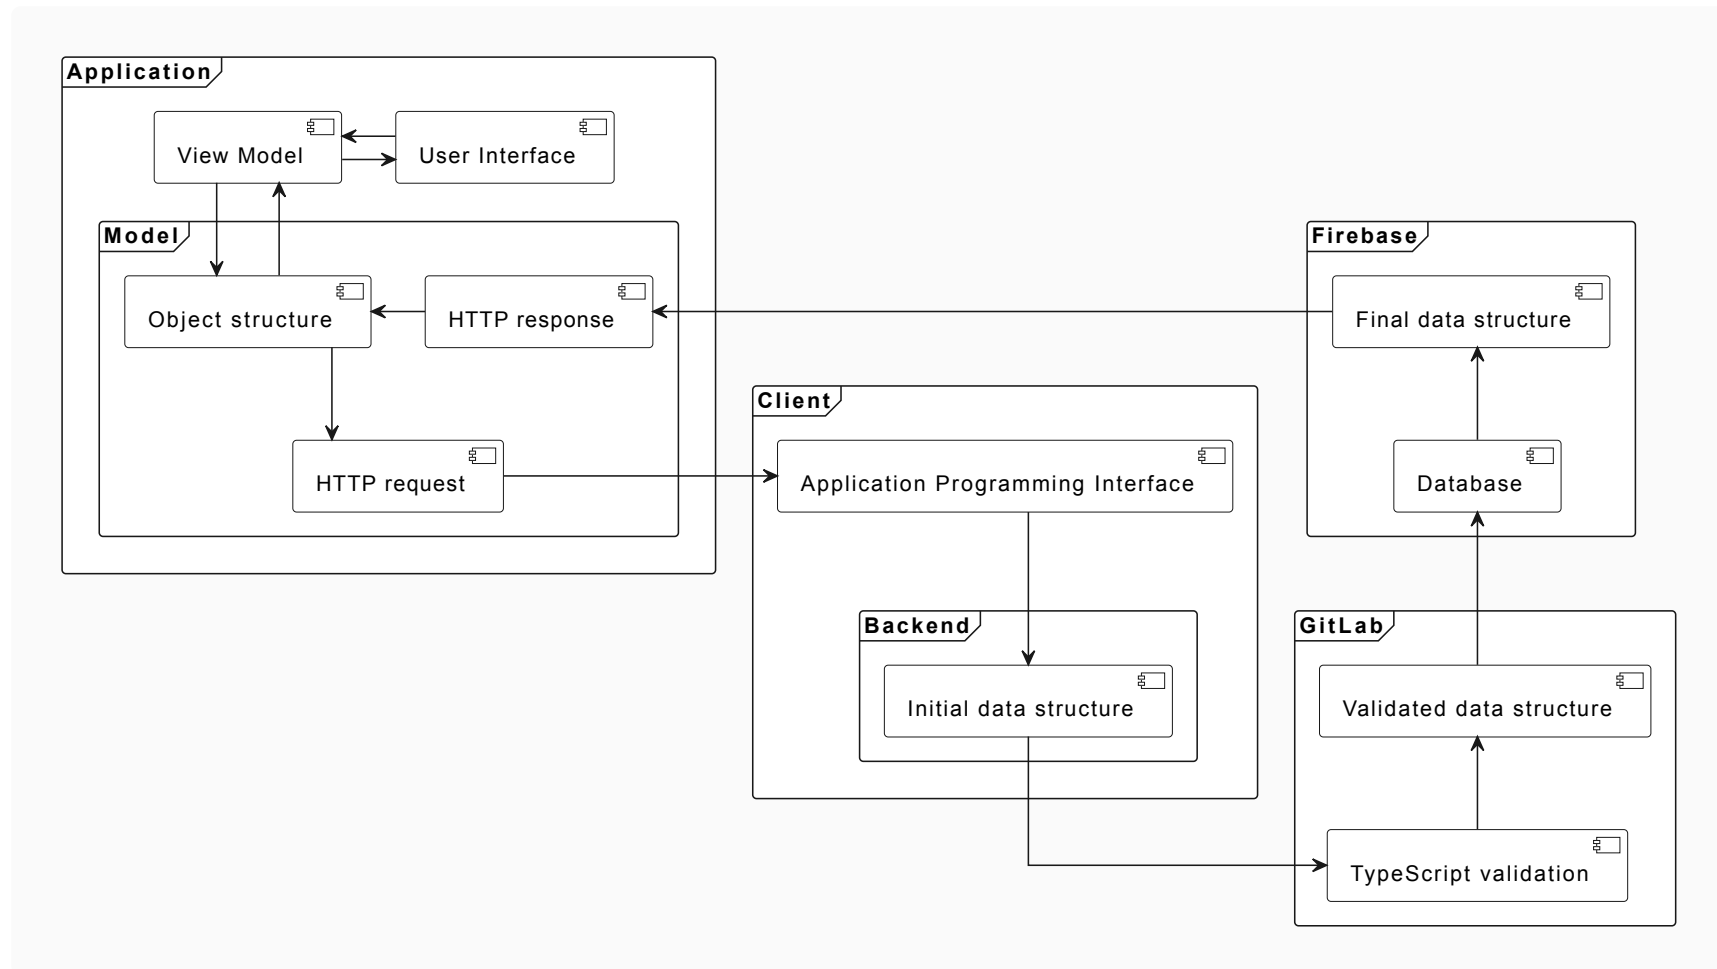 Application
View Model
User Interface
Model
Object structure
HTTP response
HTTP request
Client
Application Programming Interface
Backend
Initial data structure
Firebase
Final data structure
Database
GitLab
Validated data structure
TypeScript validation